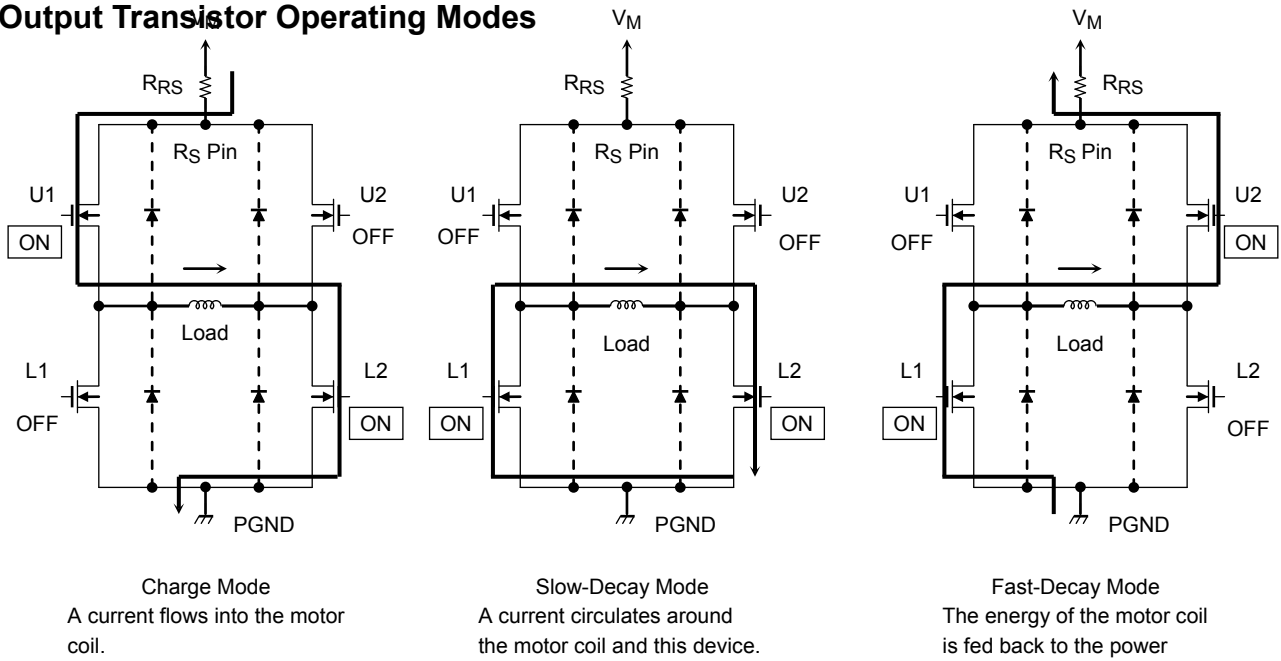 Output Transistor Operating Modes
VM
VM
VM
RRS
RRS
RRS
RS Pin
RS Pin
RS Pin
U1
U2
U1
U2
U1
U2
ON
OFF
OFF
OFF
OFF
ON
Load
Load
Load
L1
L2
L1
L2
L1
L2
OFF
ON
ON
ON
ON
OFF
PGND
PGND
PGND
Charge Mode
A current flows into the motor
coil.
Slow-Decay Mode
A current circulates around
the motor coil and this device.
Fast-Decay Mode
The energy of the motor coil
is fed back to the power